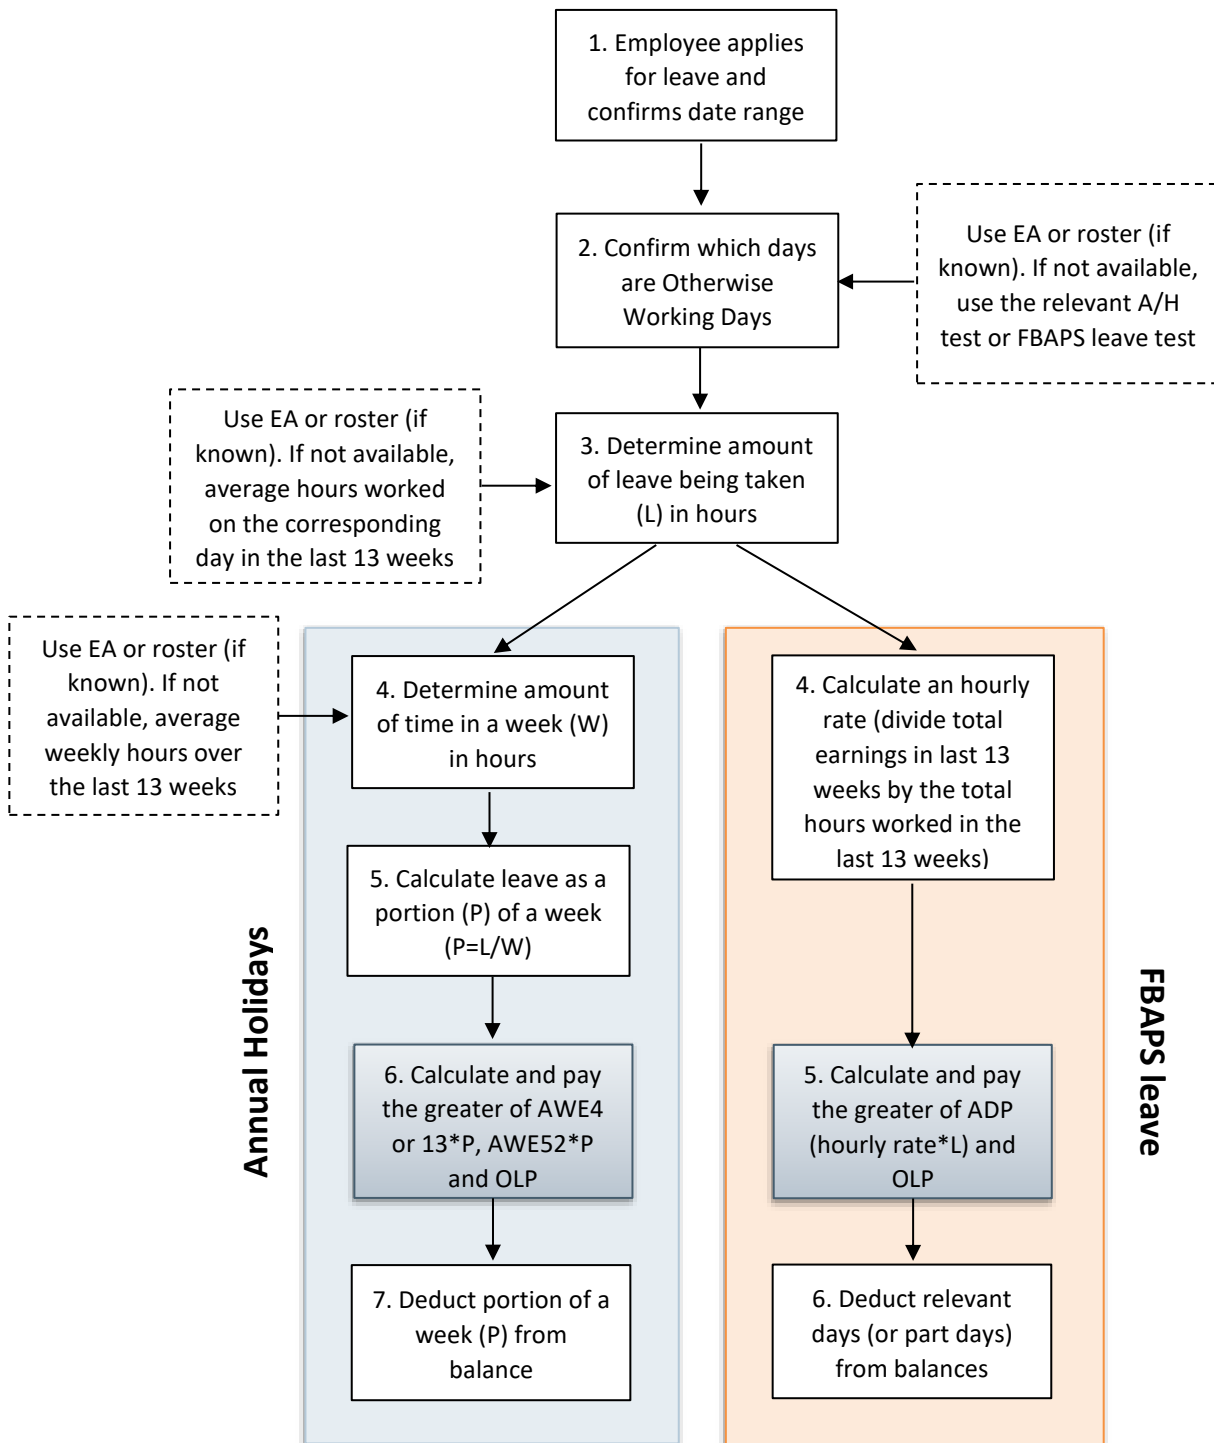 1. Employee applies
for leave and
confirms date range
2. Confirm which days
are Otherwise
Working Days
Use EA or roster (if
known). If not available,
use the relevant A/H
test or FBAPS leave test
Use EA or roster (if
known). If not available,
average hours worked
on the corresponding
day in the last 13 weeks
3. Determine amount
of leave being taken
(L) in hours
Use EA or roster (if
known). If not
available, average
weekly hours over
the last 13 weeks
Annual Holidays
4. Determine amount
of time in a week (W)
in hours
5. Calculate leave as a
portion (P) of a week
(P=L/W)
6. Calculate and pay
the greater of AWE4
or 13*P, AWE52*P
and OLP
7. Deduct portion of a
week (P) from
balance
FBAPS leave
4. Calculate an hourly
rate (divide total
earnings in last 13
weeks by the total
hours worked in the
last 13 weeks)
5. Calculate and pay
the greater of ADP
(hourly rate*L) and
OLP
6. Deduct relevant
days (or part days)
from balances